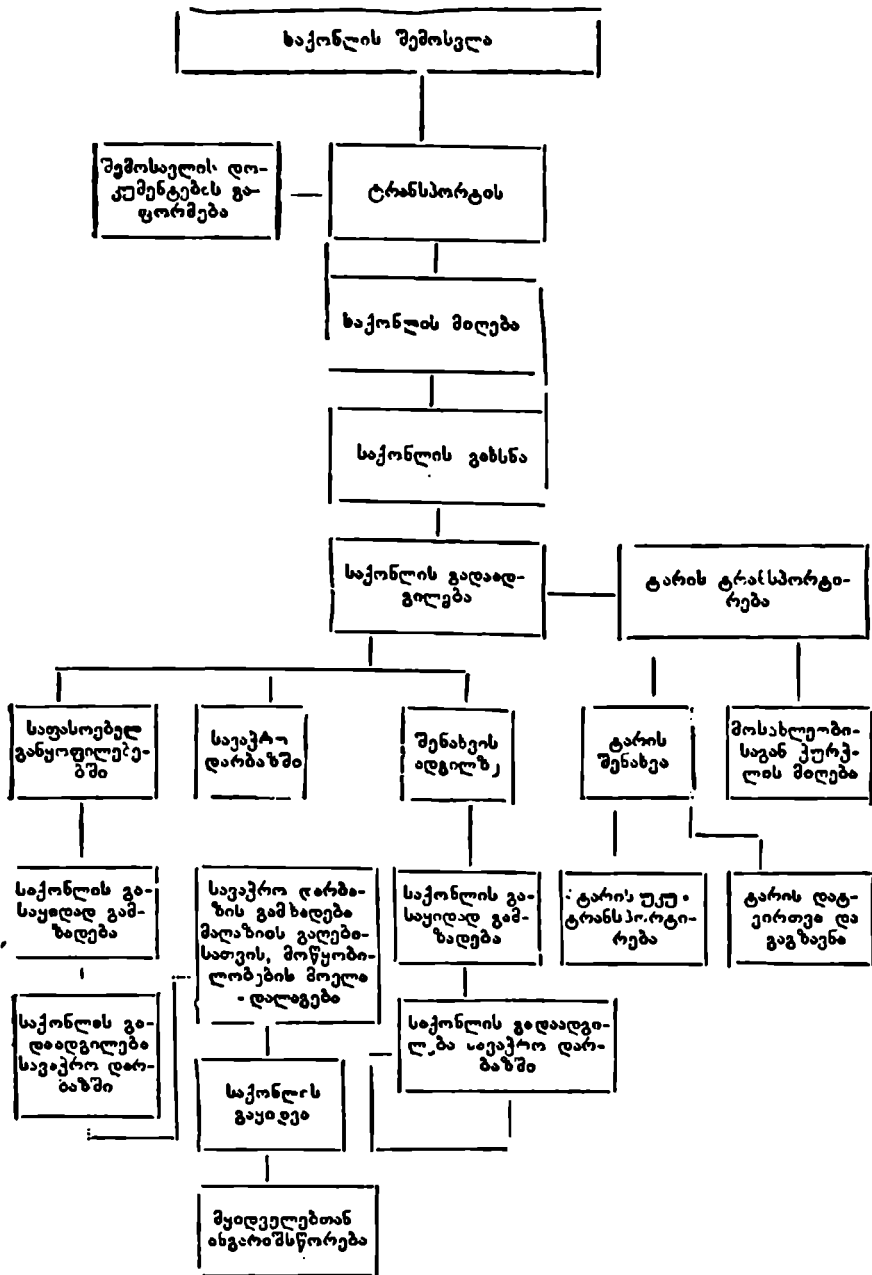 საქონლის შემოსვლა
შემოსავლის დო-
კუმენტების გა-
ფორმება
ტრანსპორტის
საქონლის მიღება
საქონლის გახსნა
საქონლის გადაად-
გილება
ტარის ტრანსპორტი-
რება
საფასოებელ
განყოფილებე-
ბში
სავაჭრო
დარბაზში
შენახვის
ადგილზე
ტარის
შენახვა
მოსახლეობი-
საგან ჭურჭ-
ლის მიღება
საქონლის გა-
საყიდად გამ-
ზადება
სავაჭრო დარბა-
ზის გამზადება
მაღაზიის გაღები-
სათვის, მოწყობი-
ლობების მოვლა
- დალაგება
საქონლის გა-
საყიდად გამ-
ზადება
ტარის უკუ-
ტრანსპორტი-
რება
ტარის დატ-
ვირთვა და
გაგზავნა
საქონლის გა-
დაადგილება
სავაჭრო დარ-
ბაზში
საქონლის გადაადგი-
ლება სავაჭრო დარ-
ბაზში
საქონლის
გაყიდვა
მყიდველებთან
ანგარიშსწორება